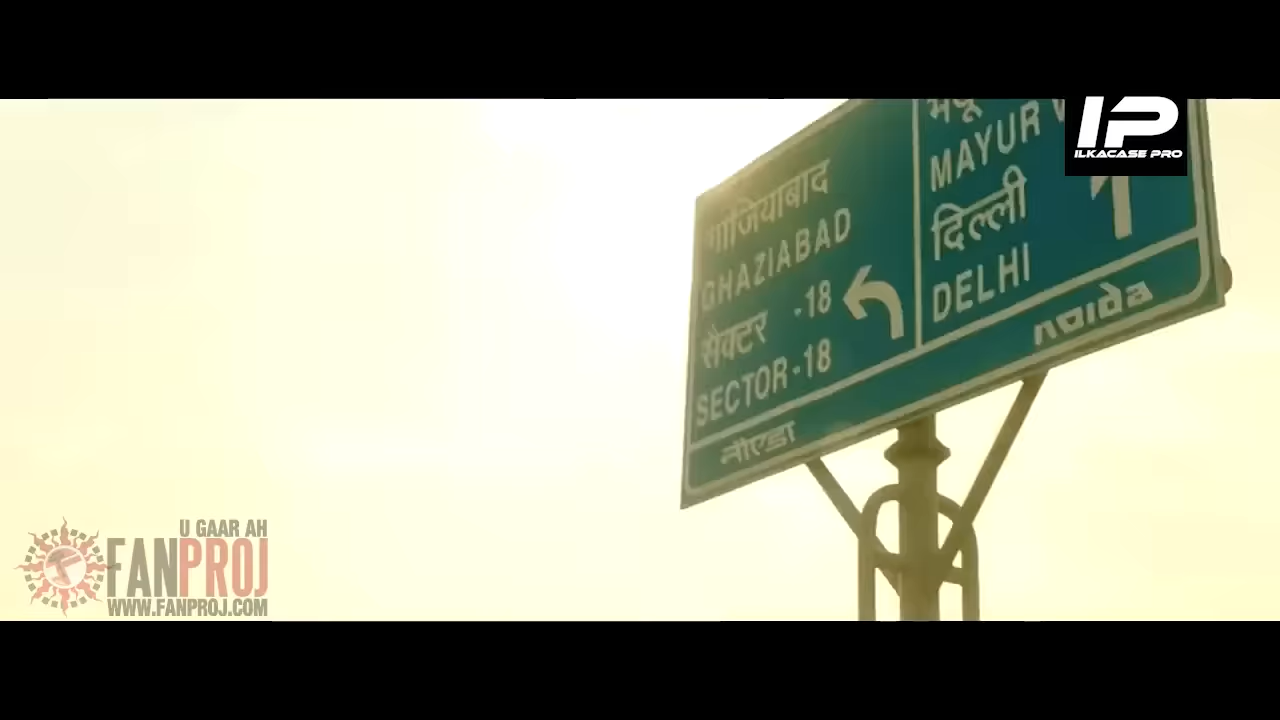 गाजियाबाद
GHAZIABAD
सैक्टर -18
SECTOR-18
नौएडा
MAYUR
दिल्ली
DELHI
noida
IP
ILKACASE PRO
U GAAR AH
FANPROJ
WWW.FANPROJ.COM